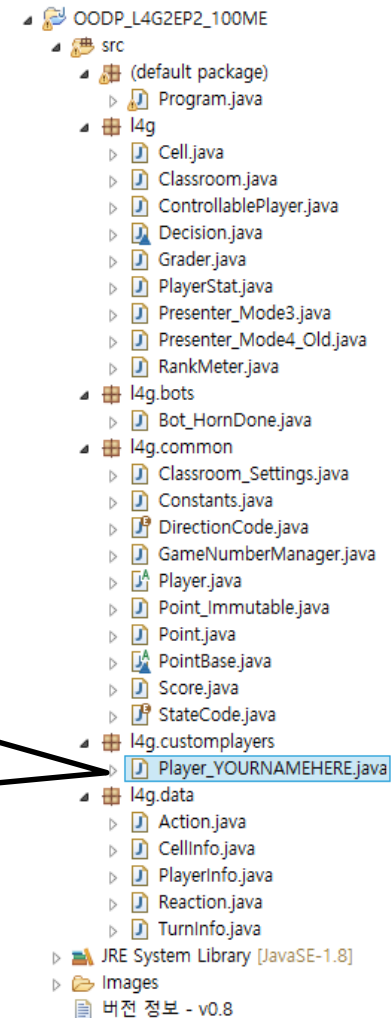 OODP_L4G2EP2_100ME
src
(default package)
Program.java
l4g
Cell.java
Classroom.java
ControllablePlayer.java
Decision.java
Grader.java
PlayerStat.java
Presenter_Mode3.java
Presenter_Mode4_Old.java
RankMeter.java
l4g.bots
Bot_HornDone.java
l4g.common
Classroom_Settings.java
Constants.java
DirectionCode.java
GameNumberManager.java
Player.java
Point_Immutable.java
Point.java
PointBase.java
Score.java
StateCode.java
l4g.customplayers
Player_YOURNAMEHERE.java
l4g.data
Action.java
CellInfo.java
PlayerInfo.java
Reaction.java
TurnInfo.java
JRE System Library [JavaSE-1.8]
Images
버전 정보 - v0.8